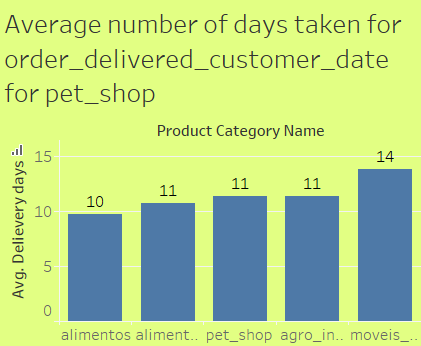 Average number of days taken for
order_delivered_customer_date
for pet_shop
Product Category Name
Avg. Delievery days
15
10
5
0
10
11
11
11
14
alimentos aliment.. pet_shop agro_in.. moveis_..